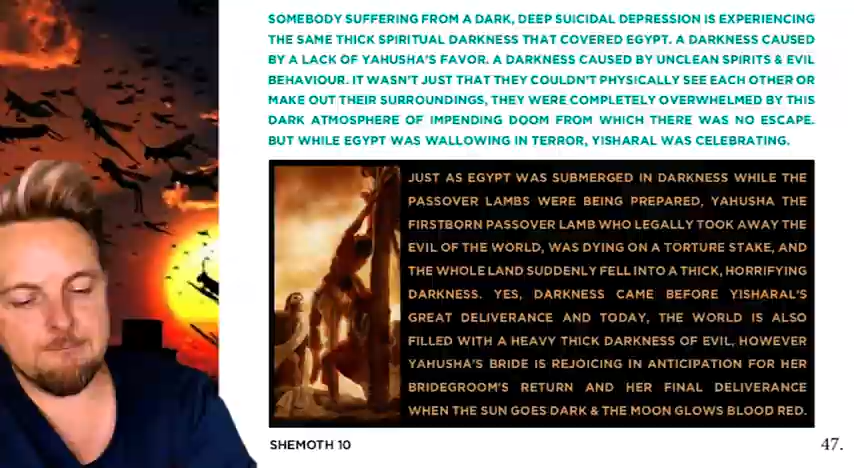 SOMEBODY SUFFERING FROM A DARK, DEEP SUICIDAL DEPRESSION IS EXPERIENCING
THE SAME THICK SPIRITUAL DARKNESS THAT COVERED EGYPT. A DARKNESS CAUSED
BY A LACK OF YAHUSHA'S FAVOR. A DARKNESS CAUSED BY UNCLEAN SPIRITS & EVIL
BEHAVIOUR. IT WASN'T JUST THAT THEY COULDN'T PHYSICALLY SEE EACH OTHER OR
MAKE OUT THEIR SURROUNDINGS, THEY WERE COMPLETELY OVERWHELMED BY THIS
DARK ATMOSPHERE OF IMPENDING DOOM FROM WHICH THERE WAS NO ESCAPE.
BUT WHILE EGYPT WAS WALLOWING IN TERROR, YISHARAL WAS CELEBRATING.
JUST AS EGYPT WAS SUBMERGED IN DARKNESS WHILE THE
PASSOVER LAMBS WERE BEING PREPARED, YAHUSHA THE
FIRSTBORN PASSOVER LAMB WHO LEGALLY TOOK AWAY THE
EVIL OF THE WORLD, WAS DYING ON A TORTURE STAKE, AND
THE WHOLE LAND SUDDENLY FELL INTO A THICK, HORRIFYING
DARKNESS. YES, DARKNESS CAME BEFORE YISHARAL'S
GREAT DELIVERANCE AND TODAY, THE WORLD IS ALSO
FILLED WITH A HEAVY THICK DARKNESS OF EVIL, HOWEVER
YAHUSHA'S BRIDE IS REJOICING IN ANTICIPATION FOR HER
BRIDEGROOM'S RETURN AND HER FINAL DELIVERANCE
WHEN THE SUN GOES DARK & THE MOON GLOWS BLOOD RED.
SHEMOTH 10
47.